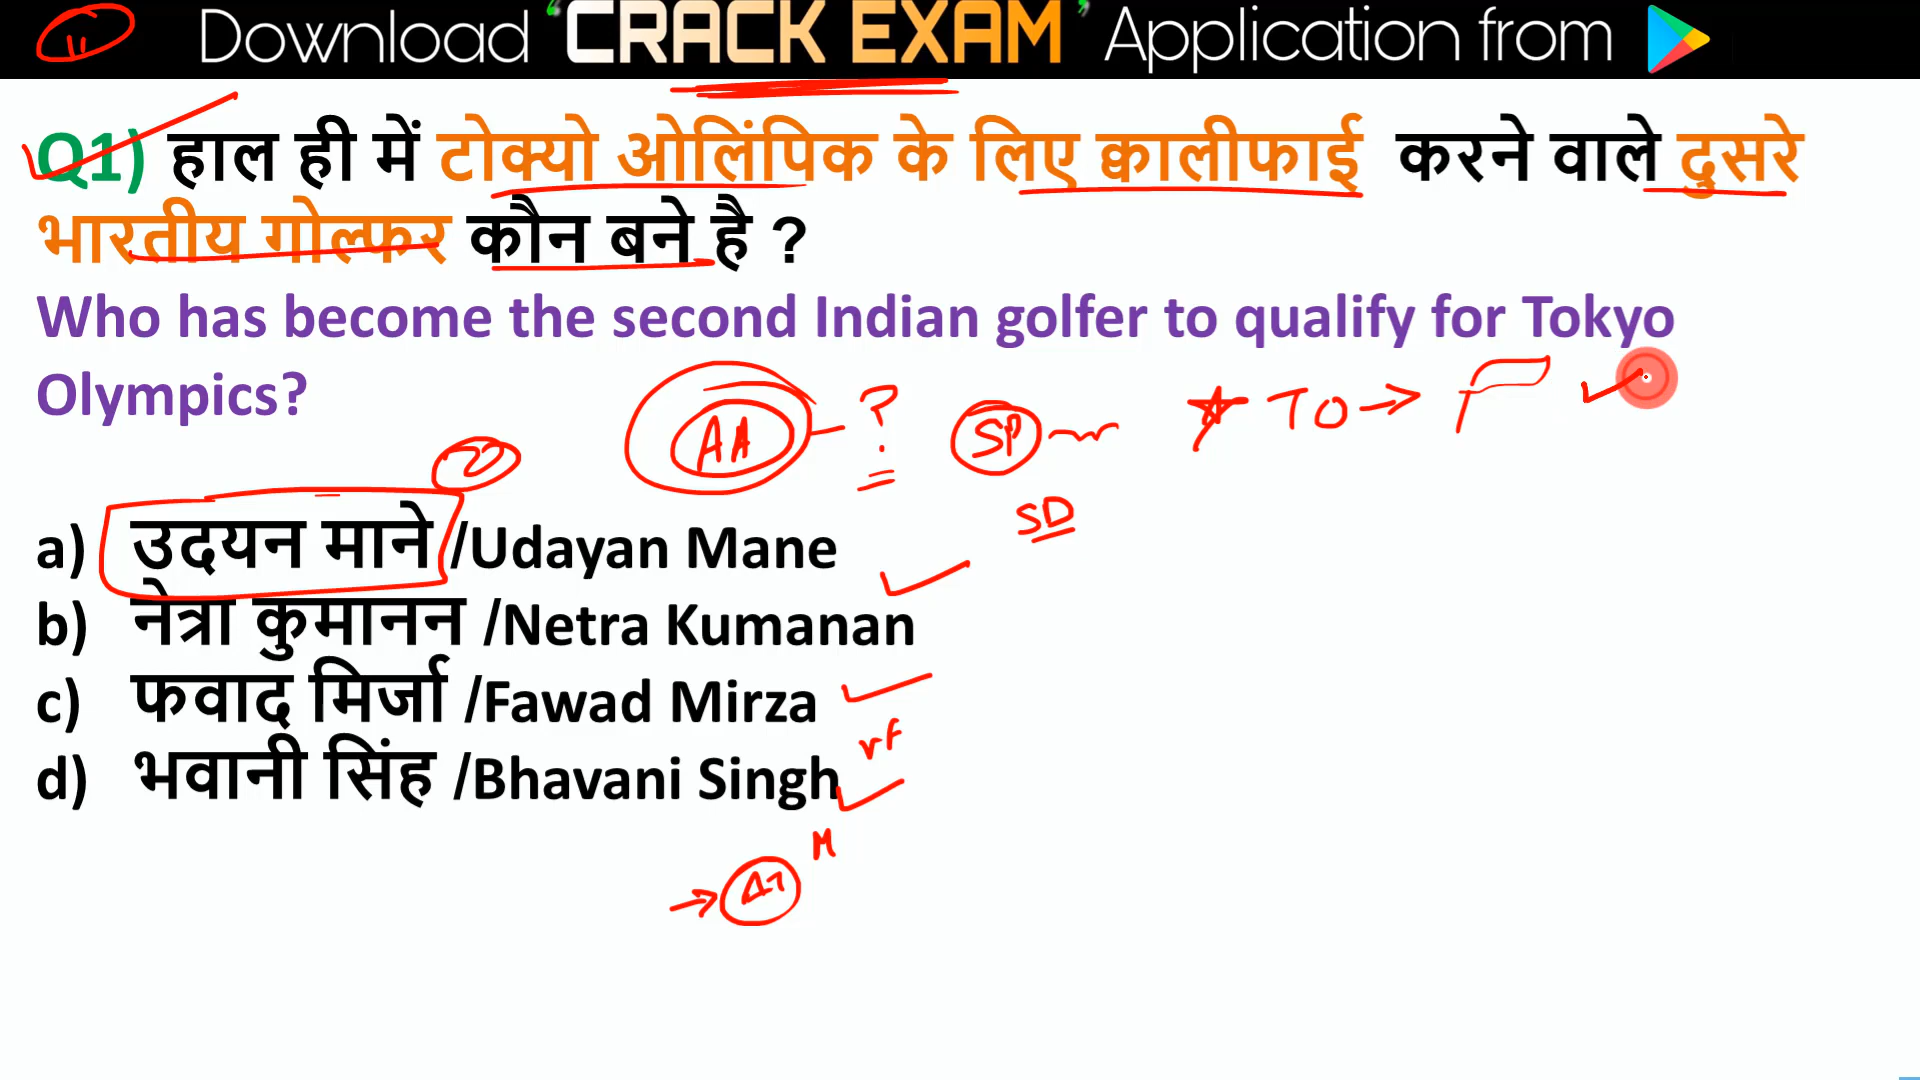 11
Download 'CRACK EXAM' Application from
Q1) हाल ही में टोक्यो ओलिंपिक के लिए क्वालीफाई करने वाले दुसरे
भारतीय गोल्फर कौन बने है ?
Who has become the second Indian golfer to qualify for Tokyo
Olympics?
AA ? SP TO
2
SD
a) उदयन माने /Udayan Mane
b) नेत्रा कुमानन /Netra Kumanan
c) फवाद मिर्जा /Fawad Mirza
d) भवानी सिंह /Bhavani Singh
M